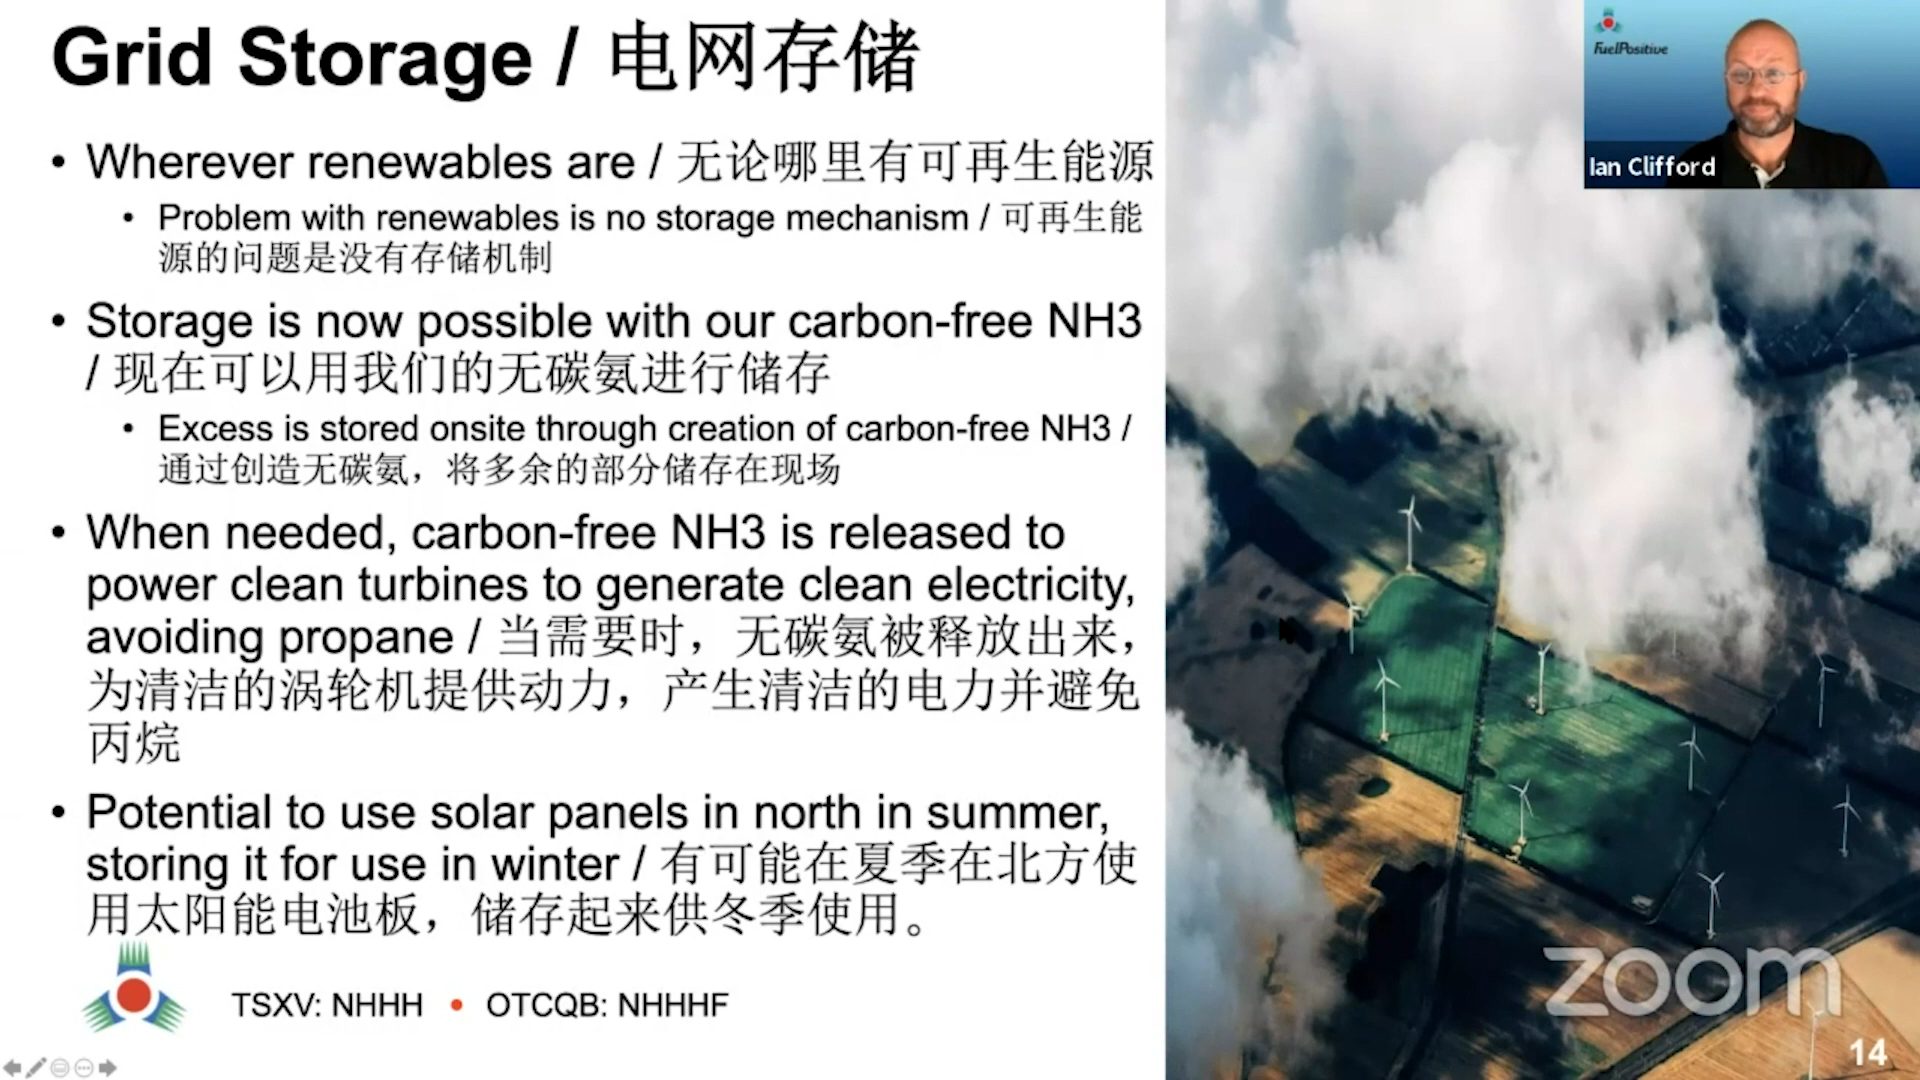 Grid Storage / 电网存储
• Wherever renewables are / 无论哪里有可再生能源
• Problem with renewables is no storage mechanism / 可再生能
源的问题是没有存储机制
• Storage is now possible with our carbon-free NH3
/ 现在可以用我们的无碳氨进行储存
• Excess is stored onsite through creation of carbon-free NH3 /
通过创造无碳氨，将多余的部分储存在现场
• When needed, carbon-free NH3 is released to
power clean turbines to generate clean electricity,
avoiding propane / 当需要时，无碳氨被释放出来，
为清洁的涡轮机提供动力，产生清洁的电力并避免
丙烷
• Potential to use solar panels in north in summer,
storing it for use in winter / 有可能在夏季在北方使
用太阳能电池板，储存起来供冬季使用。
TSXV: NHHH • OTCQB: NHHHF
FuelPositive
Ian Clifford
zoom
14